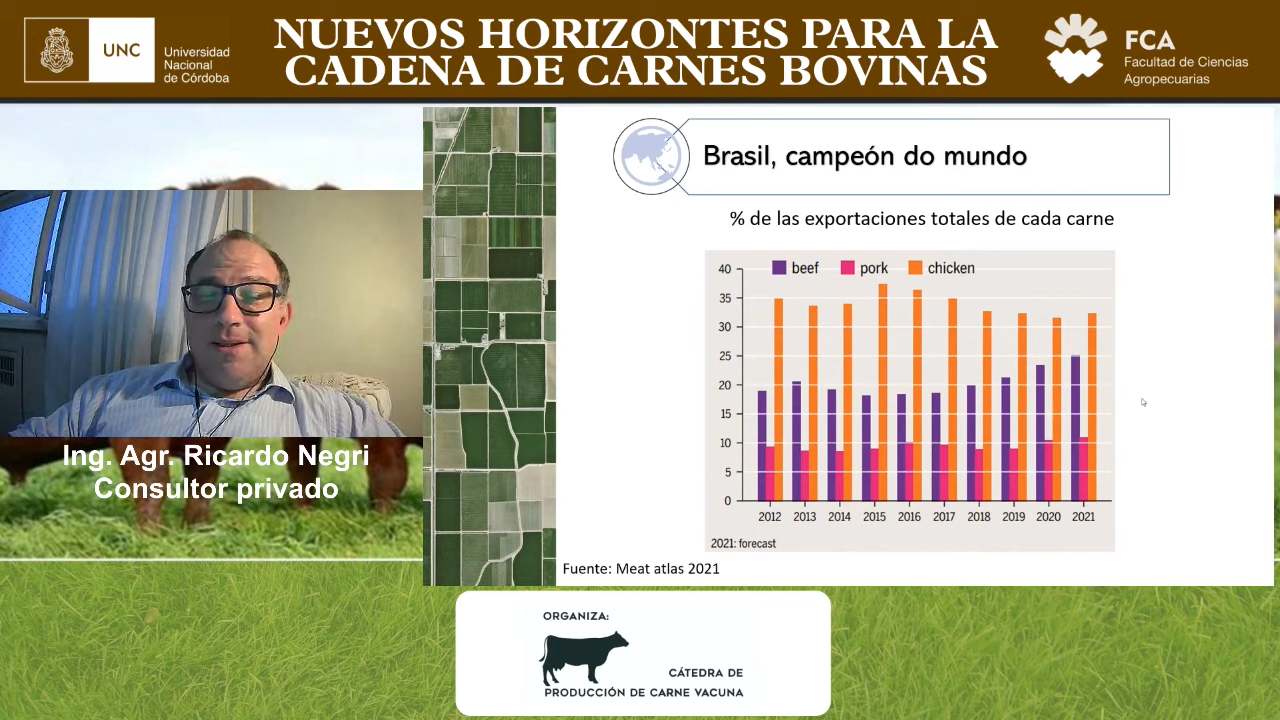 UNC
Universidad
Nacional
de Córdoba
NUEVOS HORIZONTES PARA LA
CADENA DE CARNES BOVINAS
FCA
Facultad de Ciencias
Agropecuarias
Ing. Agr. Ricardo Negri
Consultor privado
Brasil, campeón do mundo
% de las exportaciones totales de cada carne
beef pork chicken
40
35
30
25
20
15
10
5
0
2012 2013 2014 2015 2016 2017 2018 2019 2020 2021
2021: forecast
Fuente: Meat atlas 2021
ORGANIZA:
CÁTEDRA DE
PRODUCCIÓN DE CARNE VACUNA